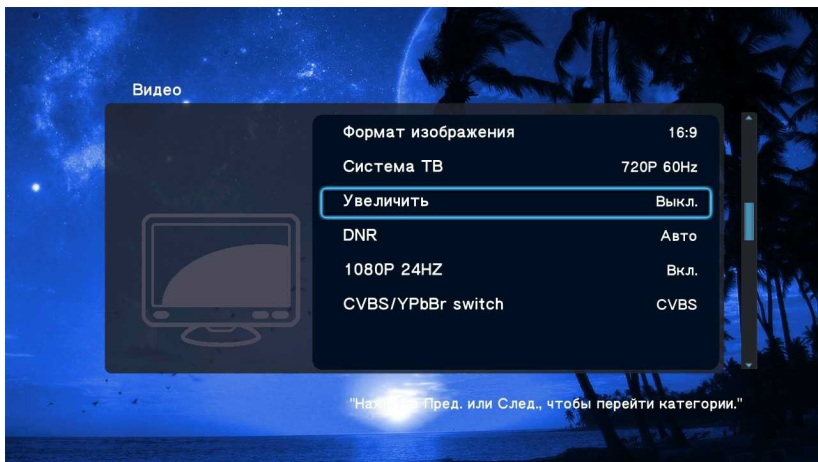 Видео
Формат изображения 16:9
Система ТВ 720P 60Hz
Увеличить Выкл.
DNR Авто
1080P 24HZ Вкл.
CVBS/YPbBr switch CVBS
Пред. или След., чтобы перейти категории."